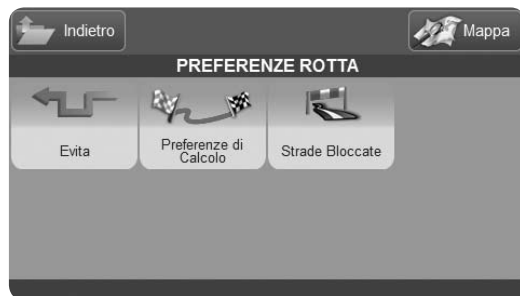 Indietro
Mappa
PREFERENZE ROTTA
Evita
Preferenze di
Calcolo
Strade Bloccate